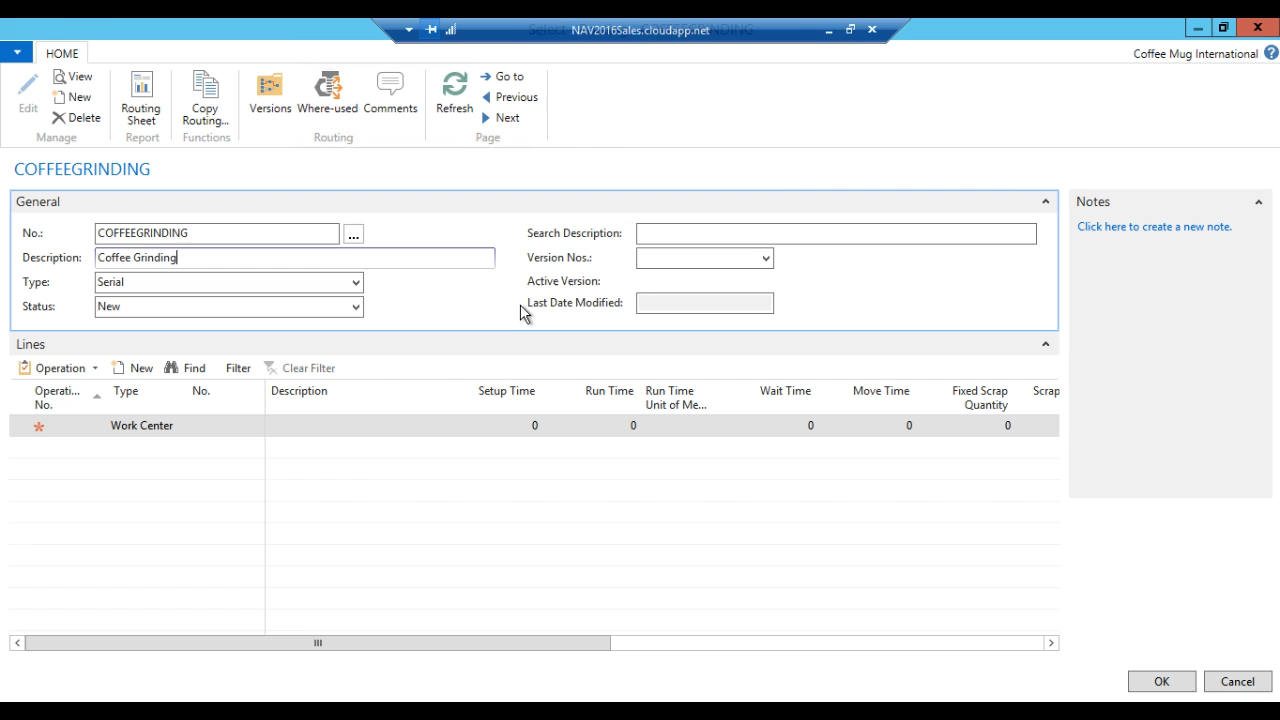 NAV2016Sales.cloudapp.net
HOME
Coffee Mug International
Edit
View
New
Delete
Manage
Routing
Sheet
Report
Copy
Routing...
Functions
Versions
Where-used
Comments
Routing
Refresh
Go to
Previous
Next
Page
COFFEEGRINDING
General
No.: COFFEEGRINDING ...
Description: Coffee Grinding
Type: Serial
Status: New
Search Description:
Version Nos.:
Active Version:
Last Date Modified:
Notes
Click here to create a new note.
Lines
Operation New Find Filter Clear Filter
Operati...
No.
Type
No.
Description
Setup Time
Run Time
Run Time
Unit of Me...
Wait Time
Move Time
Fixed Scrap
Quantity
Scrap
Work Center 0 0 0 0 0
OK Cancel